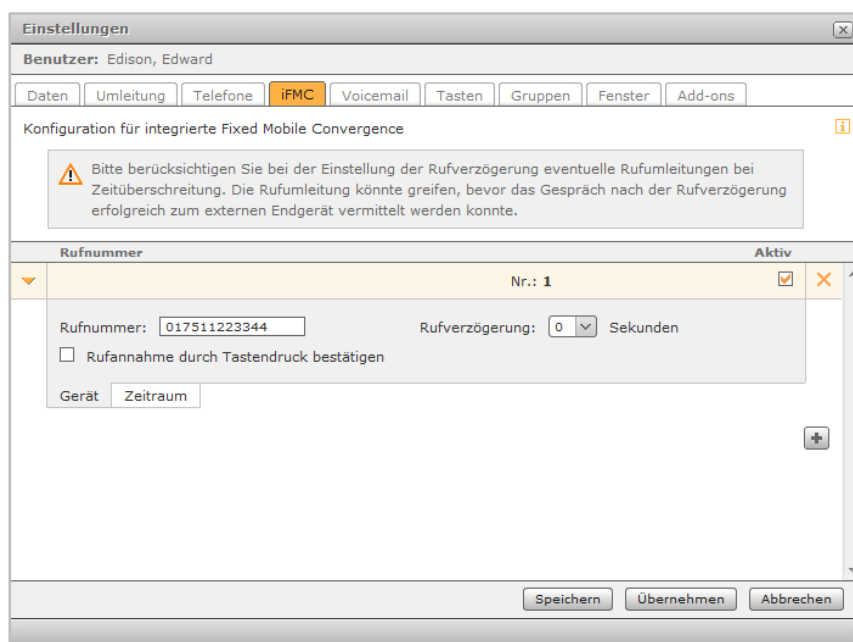 Einstellungen
Benutzer: Edison, Edward
Daten Umleitung Telefone iFMC Voicemail Tasten Gruppen Fenster Add-ons
Konfiguration für integrierte Fixed Mobile Convergence
Bitte berücksichtigen Sie bei der Einstellung der Rufverzögerung eventuelle Rufumleitungen bei
Zeitüberschreitung. Die Rufumleitung könnte greifen, bevor das Gespräch nach der Rufverzögerung
erfolgreich zum externen Endgerät vermittelt werden konnte.
Rufnummer Aktiv
Nr.: 1
Rufnummer: 017511223344 Rufverzögerung: 0 Sekunden
Rufannahme durch Tastendruck bestätigen
Gerät Zeitraum
Speichern Übernehmen Abbrechen